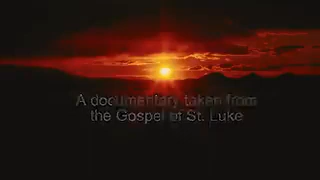 A documentary taken from
the Gospel of St. Luke